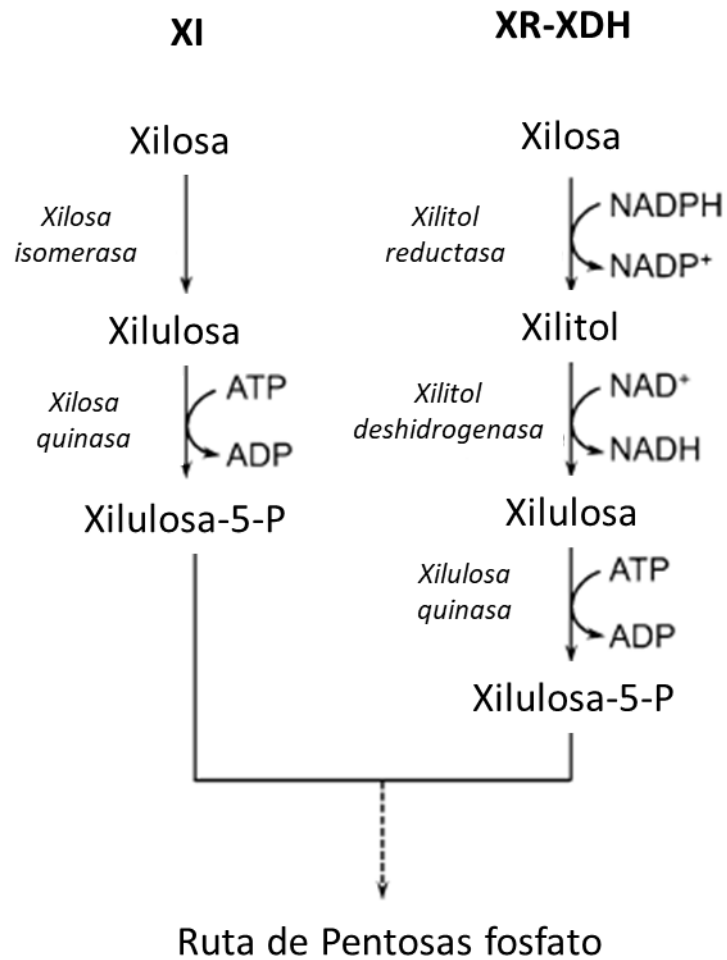 XI
Xilosa
Xilosa
isomerasa
Xilulosa
Xilosa
quinasa
ATP
ADP
Xilulosa-5-P
XR-XDH
Xilosa
Xilitol
reductasa
NADPH
NADP⁺
Xilitol
Xilitol
deshidrogenasa
NAD⁺
NADH
Xilulosa
Xilulosa
quinasa
ATP
ADP
Xilulosa-5-P
Ruta de Pentosas fosfato